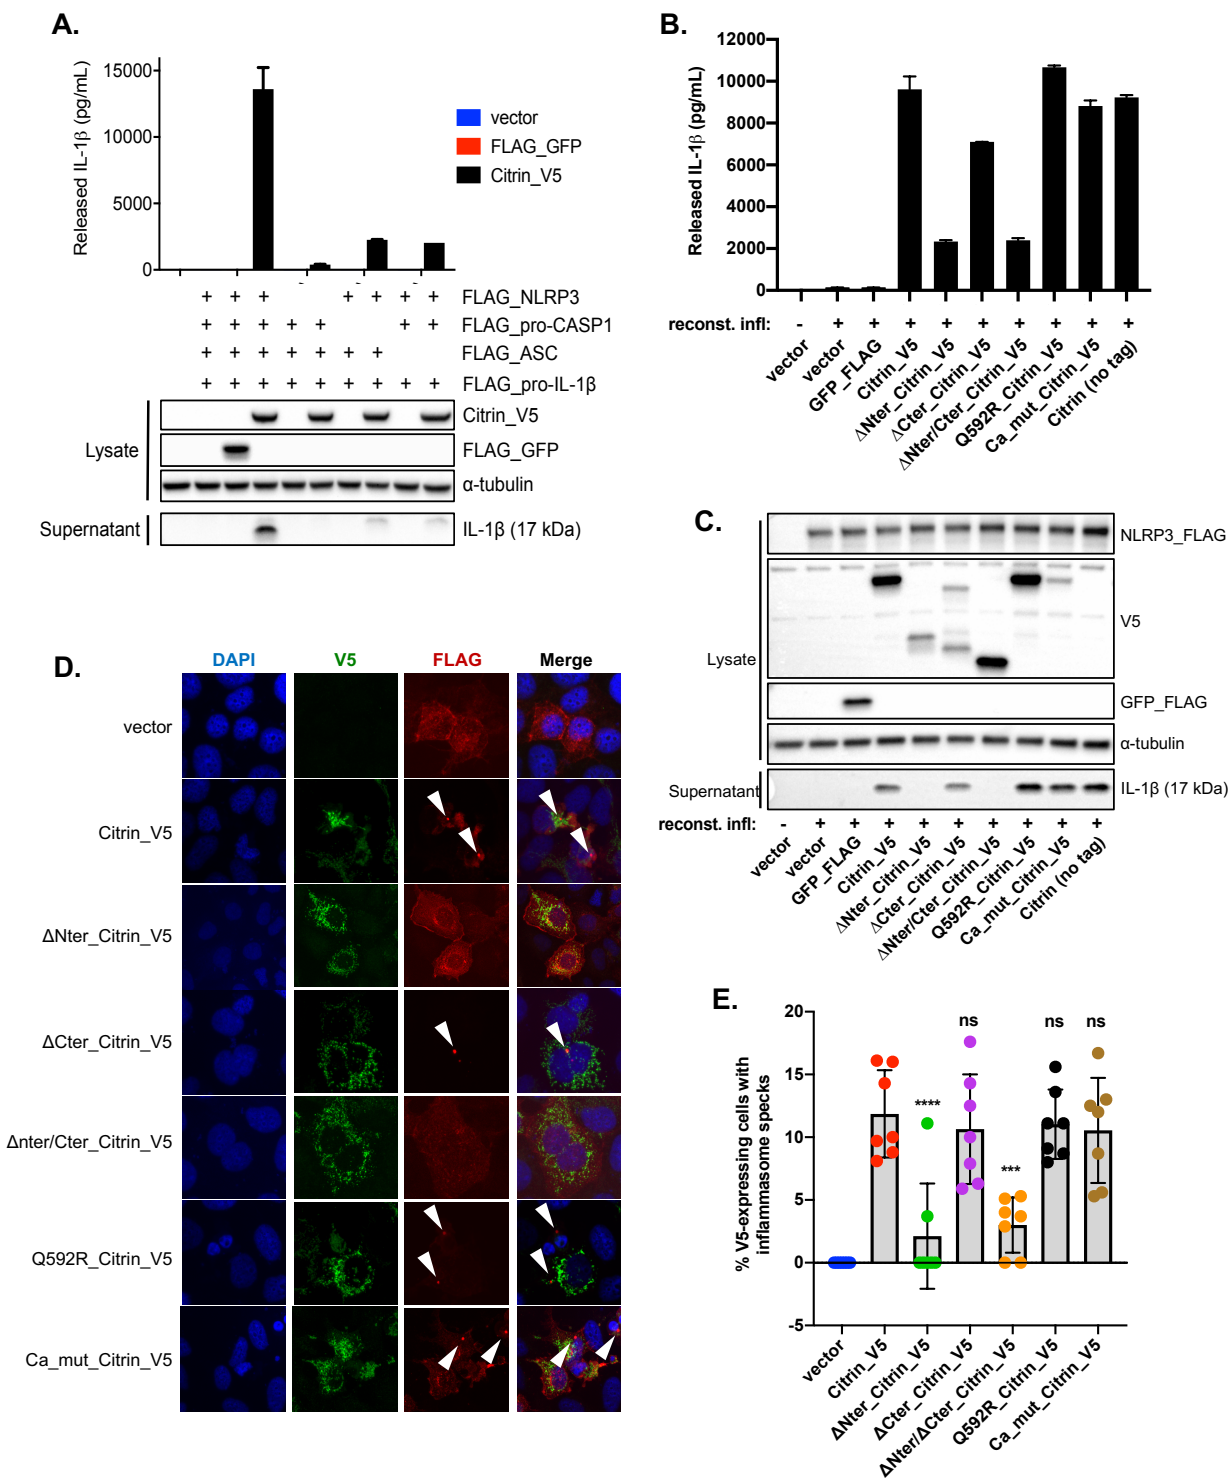 A.
Released IL-1β (pg/mL)
15000
10000
5000
0
vector
FLAG_GFP
Citrin_V5
+ + + + + + + FLAG_NLRP3
+ + + + + + + FLAG_pro-CASP1
+ + + + + + + FLAG_ASC
+ + + + + + + + + FLAG_pro-IL-1β
Lysate
Citrin_V5
FLAG_GFP
α-tubulin
Supernatant
IL-1β (17 kDa)
B.
Released IL-1β (pg/mL)
12000
10000
8000
6000
4000
2000
0
reconst. infl: - + + + + + + + + +
vector
vector
GFP_FLAG
Citrin_V5
ΔNter_Citrin_V5
ΔCter_Citrin_V5
ΔNter/Cter_Citrin_V5
Q592R_Citrin_V5
Ca_mut_Citrin_V5
Citrin (no tag)
C.
Lysate
NLRP3_FLAG
V5
GFP_FLAG
α-tubulin
Supernatant
IL-1β (17 kDa)
reconst. infl: - + + + + + + + + +
vector
vector
GFP_FLAG
Citrin_V5
ΔNter_Citrin_V5
ΔCter_Citrin_V5
ΔNter/Cter_Citrin_V5
Q592R_Citrin_V5
Ca_mut_Citrin_V5
Citrin (no tag)
D.
DAPI V5 FLAG Merge
vector
Citrin_V5
ΔNter_Citrin_V5
ΔCter_Citrin_V5
Δnter/Cter_Citrin_V5
Q592R_Citrin_V5
Ca_mut_Citrin_V5
E.
% V5-expressing cells with
inflammasome specks
20
15
10
5
0
-5
****
ns
***
ns
ns
vector
Citrin_V5
ΔNter_Citrin_V5
ΔCter_Citrin_V5
ΔNter/ΔCter_Citrin_V5
Q592R_Citrin_V5
Ca_mut_Citrin_V5